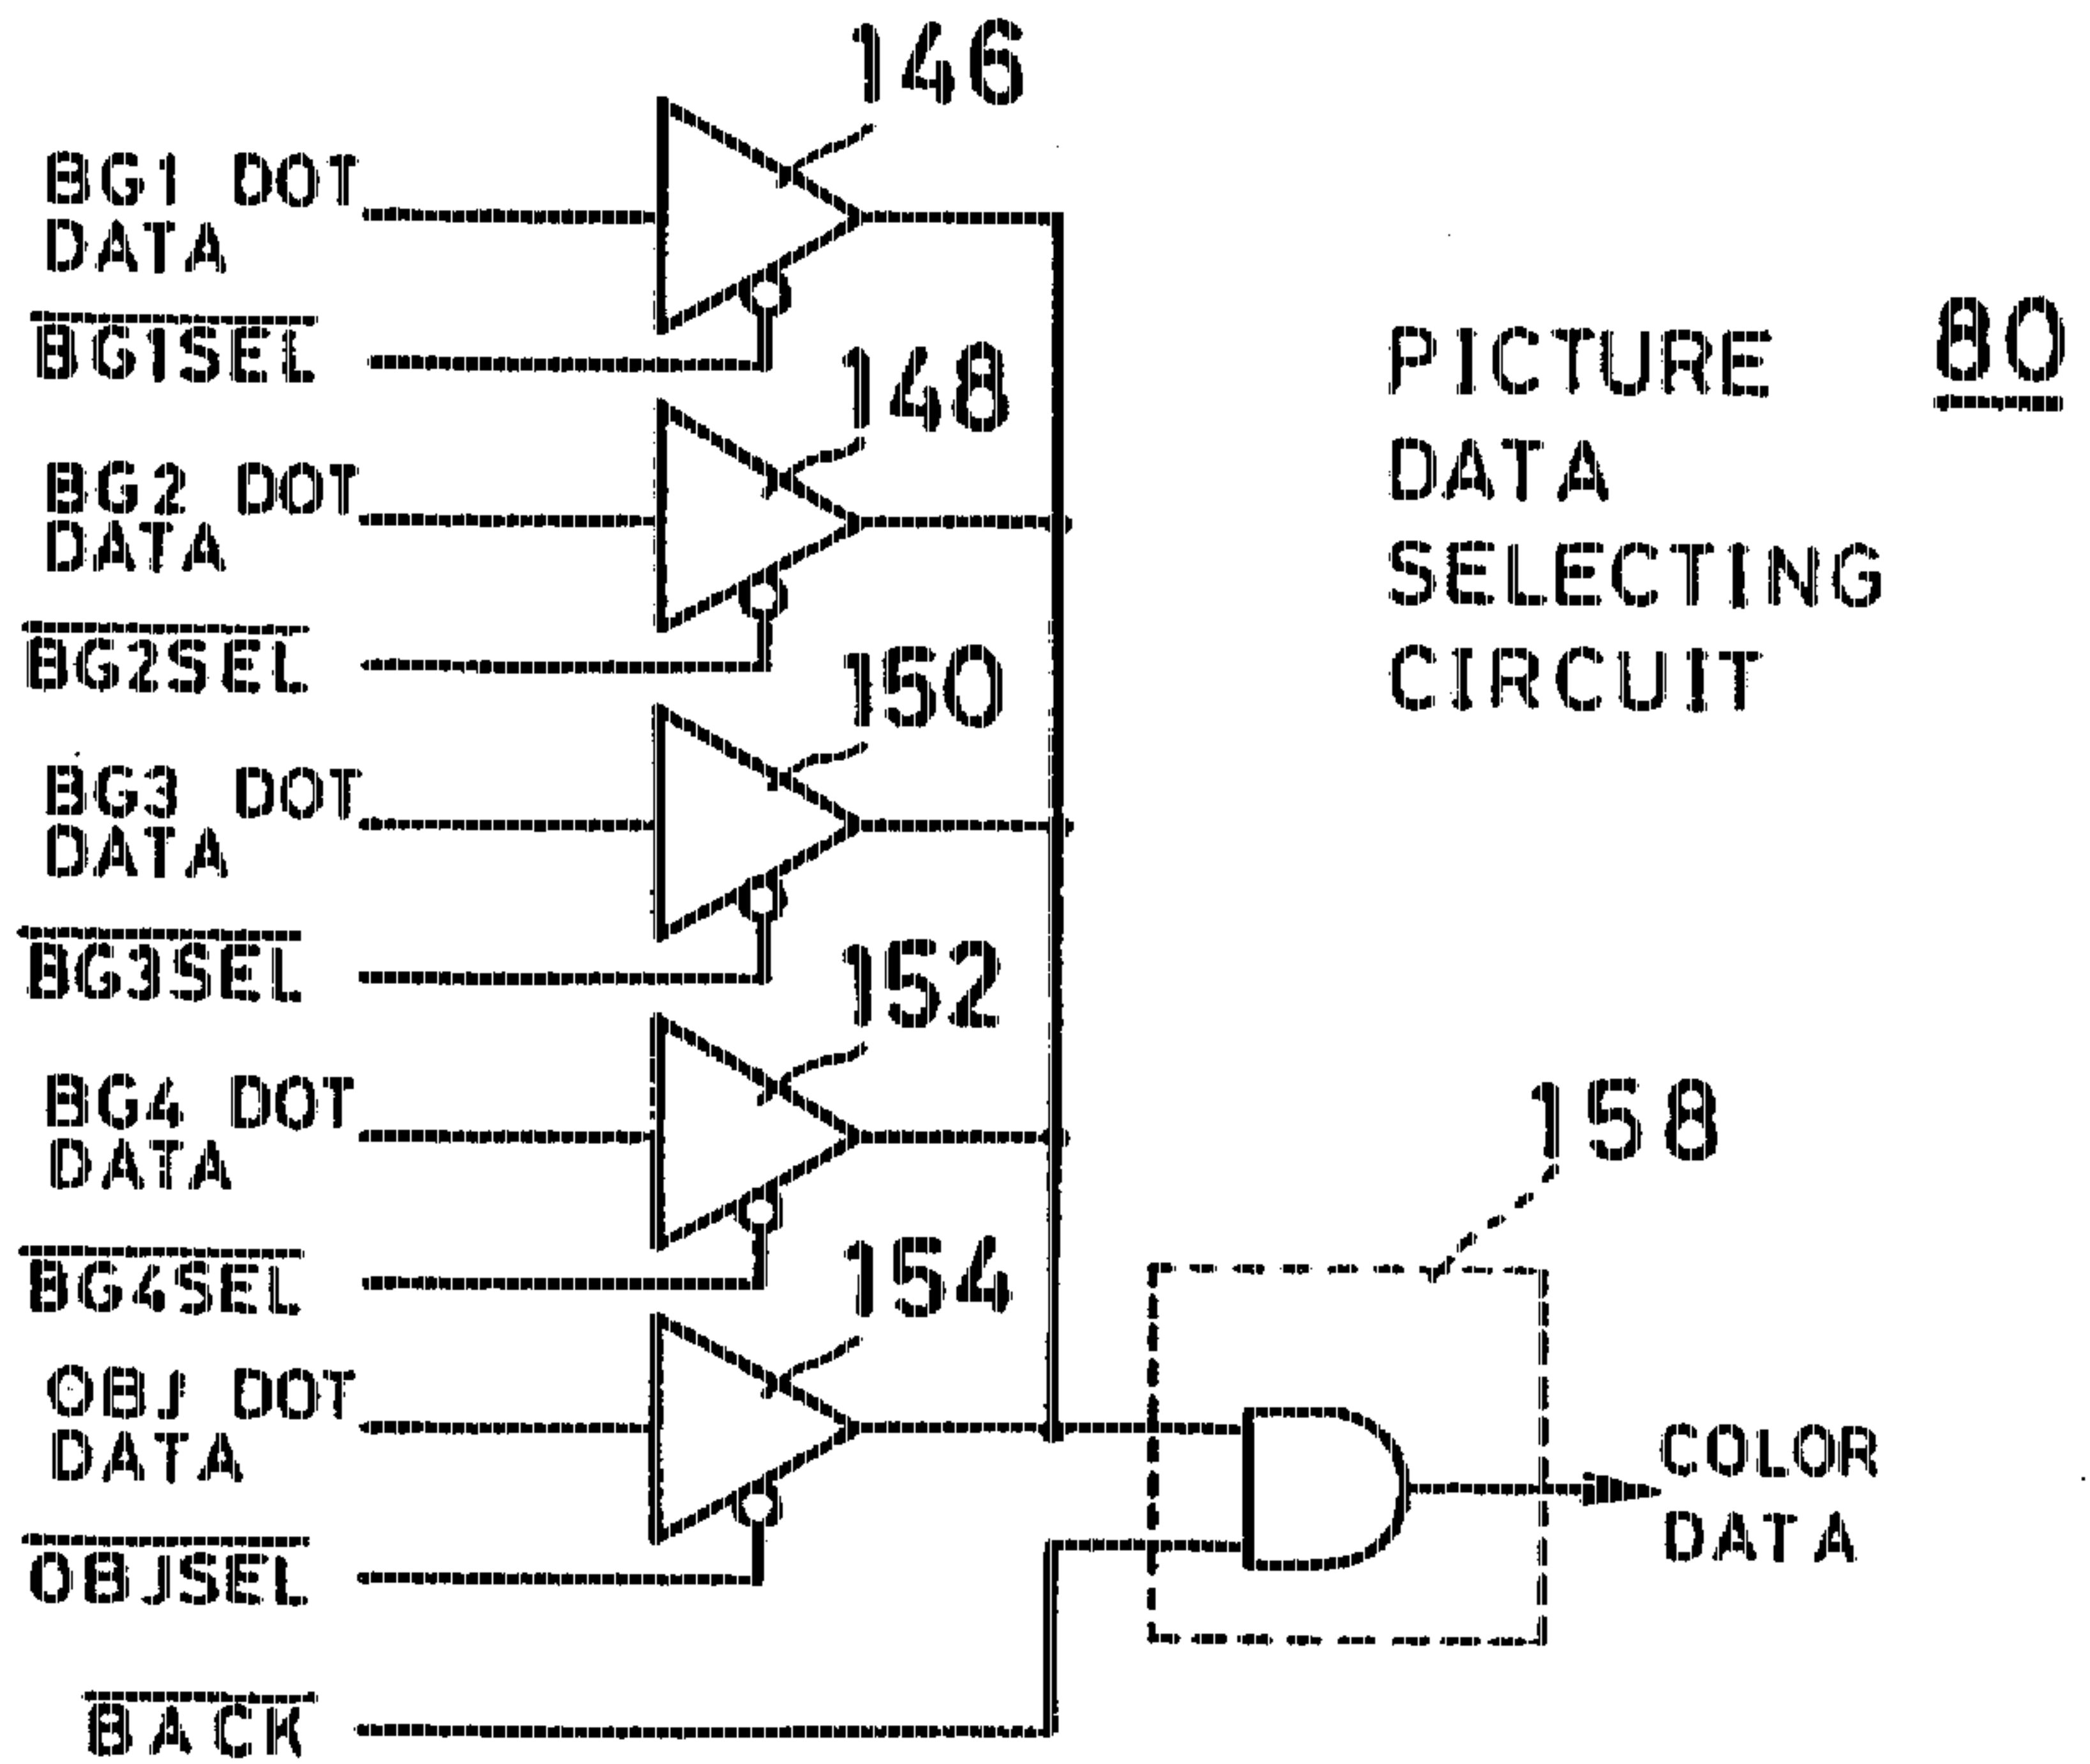 146
BG1 DOT
DATA
BG1SEL
148
BG2 DOT
DATA
BG2SEL
150
BG3 DOT
DATA
BG3SEL
152
BG4 DOT
DATA
BG4SEL
154
OBJ DOT
DATA
OBJSEL
BACK
PICTURE 80
DATA
SELECTING
CIRCUIT
158
COLOR
DATA